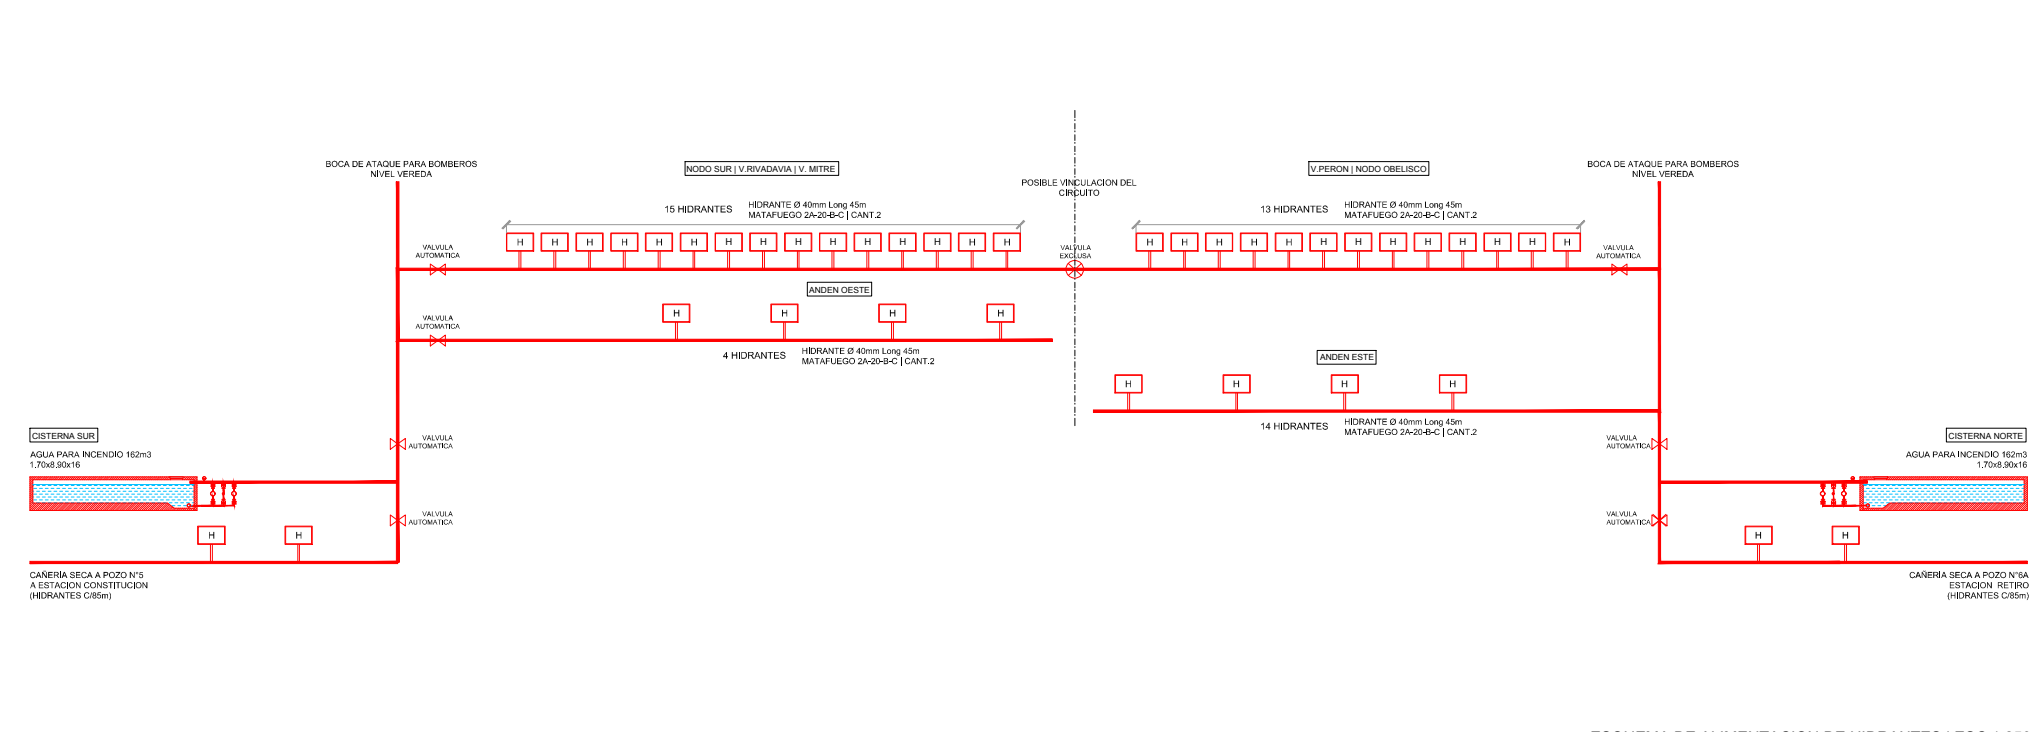 BOCA DE ATAQUE PARA BOMBEROS
NIVEL VEREDA
NODO SUR | V.RIVADAVIA | V. MITRE
POSIBLE VINCULACION DEL
CIRCUITO
V.PERON | NODO OBELISCO
BOCA DE ATAQUE PARA BOMBEROS
NIVEL VEREDA
15 HIDRANTES
HIDRANTE Ø 40mm Long 45m
MATAFUEGO 2A-20-B-C | CANT.2
13 HIDRANTES
HIDRANTE Ø 40mm Long 45m
MATAFUEGO 2A-20-B-C | CANT.2
VALVULA
AUTOMATICA
H H H H H H H H H H H H H H H
VALVULA
EXCLUSA
H H H H H H H H H H H H H
VALVULA
AUTOMATICA
ANDEN OESTE
VALVULA
AUTOMATICA
H H H H
4 HIDRANTES
HIDRANTE Ø 40mm Long 45m
MATAFUEGO 2A-20-B-C | CANT.2
ANDEN ESTE
H H H H
14 HIDRANTES
HIDRANTE Ø 40mm Long 45m
MATAFUEGO 2A-20-B-C | CANT.2
CISTERNA SUR
AGUA PARA INCENDIO 162m3
1.70x8.90x16
VALVULA
AUTOMATICA
VALVULA
AUTOMATICA
H H
CAÑERIA SECA A POZO N°5
A ESTACION CONSTITUCION
(HIDRANTES C/85m)
VALVULA
AUTOMATICA
CISTERNA NORTE
AGUA PARA INCENDIO 162m3
1.70x8.90x16
VALVULA
AUTOMATICA
H H
CAÑERIA SECA A POZO N°6A
ESTACION RETIRO
(HIDRANTES C/85m)